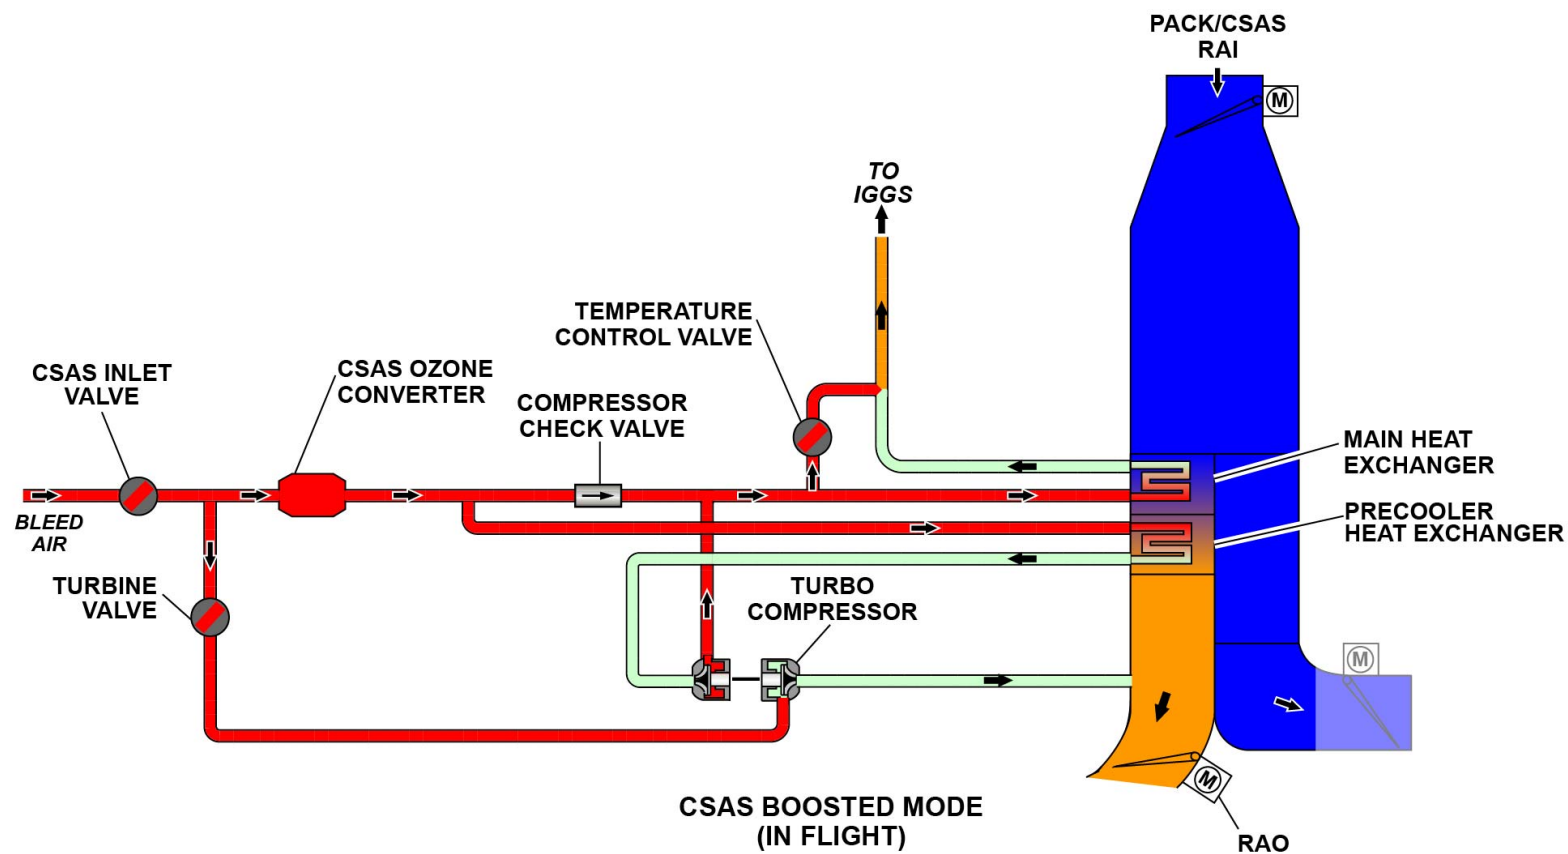 PACK/CSAS
RAI
M
TO
IGGS
TEMPERATURE
CONTROL VALVE
CSAS INLET
VALVE
CSAS OZONE
CONVERTER
COMPRESSOR
CHECK VALVE
MAIN HEAT
EXCHANGER
BLEED
AIR
PRECOOLER
HEAT EXCHANGER
TURBINE
VALVE
TURBO
COMPRESSOR
M
M
CSAS BOOSTED MODE
(IN FLIGHT)
RAO